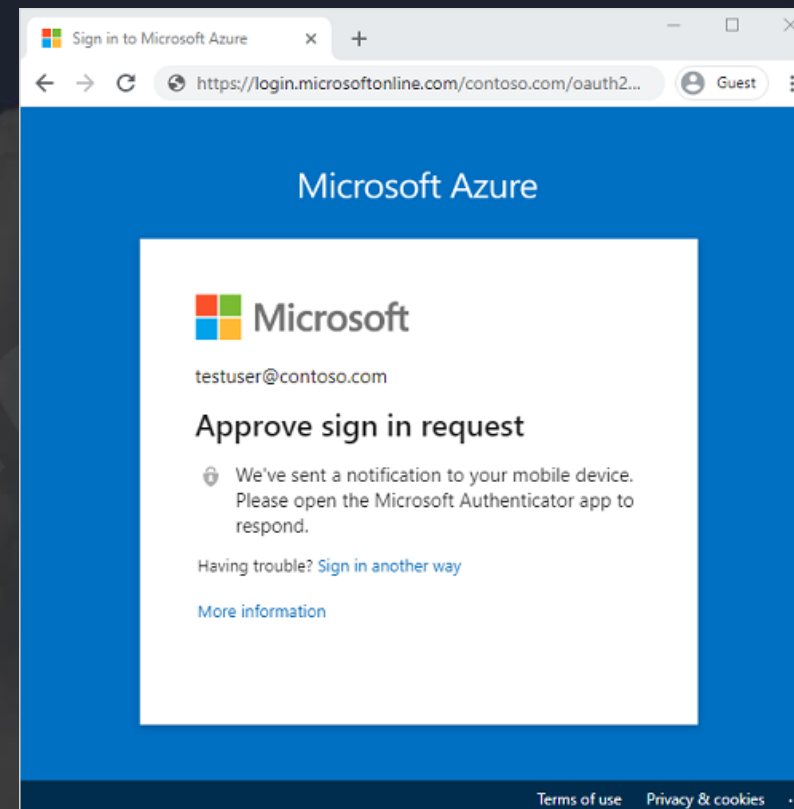 Sign in to Microsoft Azure
https://login.microsoftonline.com/contoso.com/oauth2...
Guest
Microsoft Azure
Microsoft
testuser@contoso.com
Approve sign in request
We've sent a notification to your mobile device.
Please open the Microsoft Authenticator app to
respond.
Having trouble? Sign in another way
More information
Terms of use Privacy & cookies